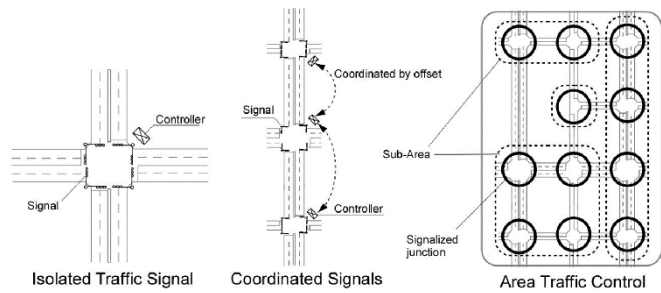 Controller
Signal
Isolated Traffic Signal
Coordinated by offset
Signal
Controller
Coordinated Signals
Sub-Area
Signalized
junction
Area Traffic Control